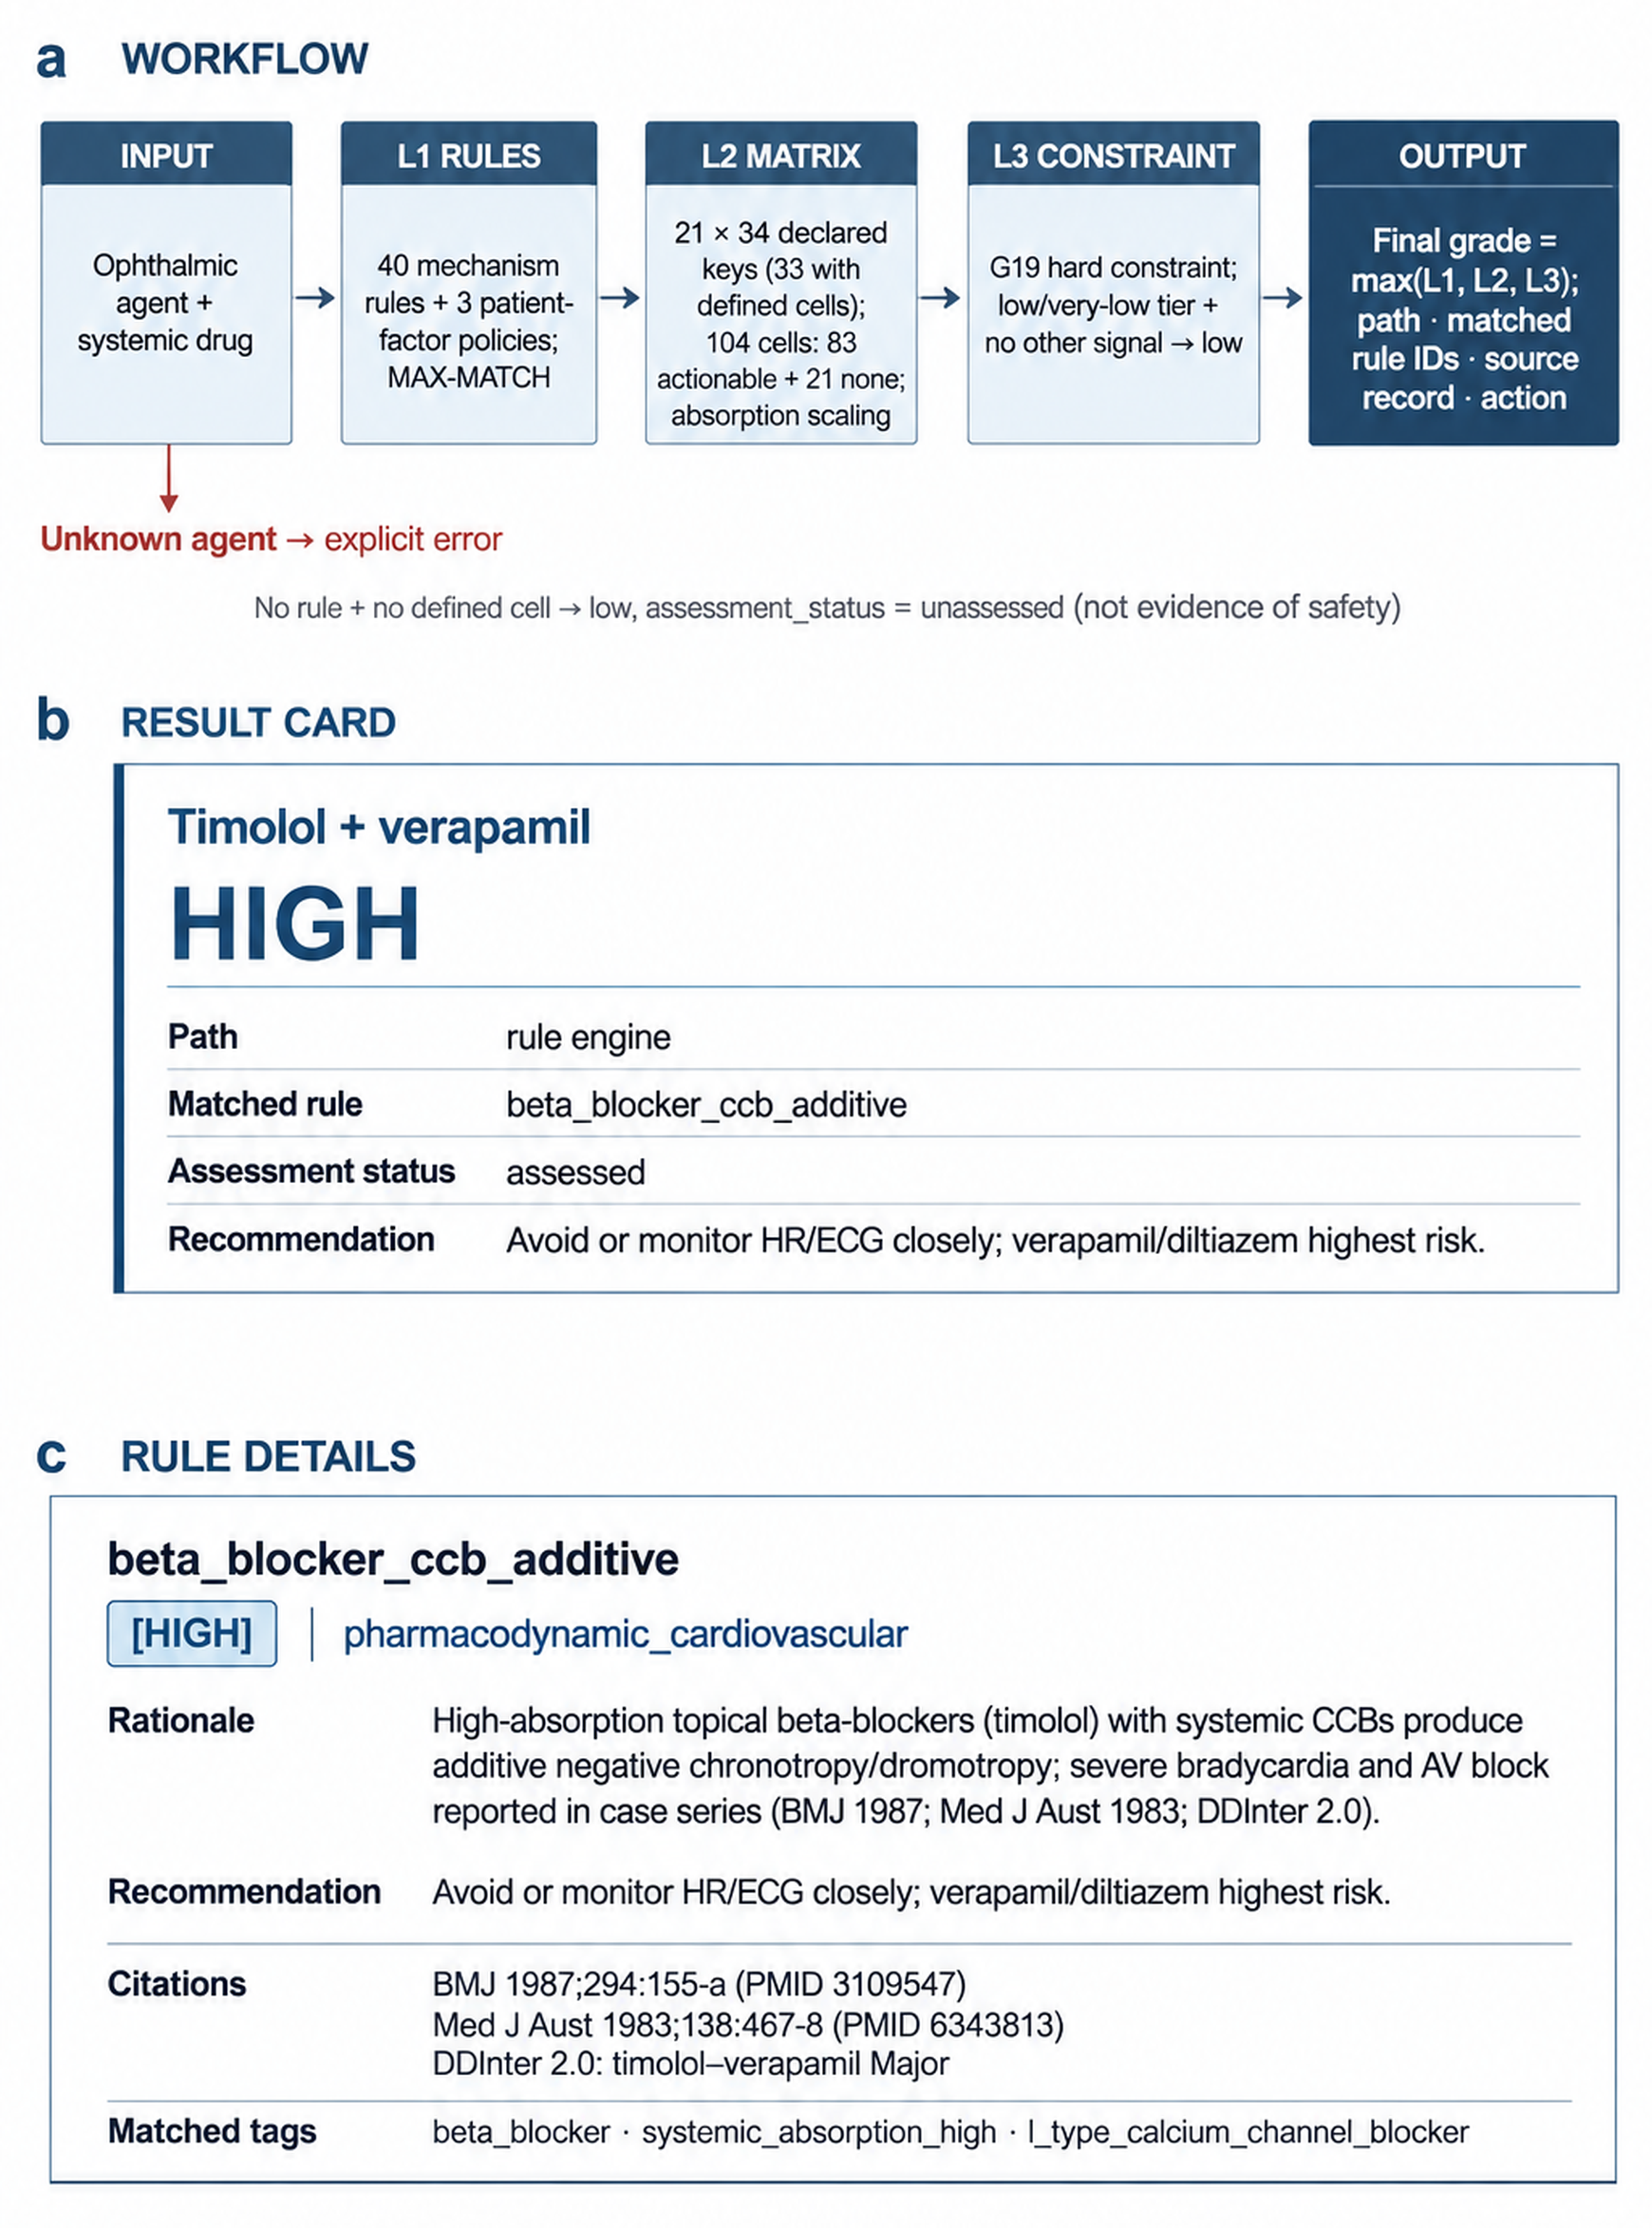 a WORKFLOW
INPUT
Ophthalmic
agent +
systemic drug
L1 RULES
40 mechanism
rules + 3 patient-
factor policies;
MAX-MATCH
L2 MATRIX
21 × 34 declared
keys (33 with
defined cells);
104 cells: 83
actionable + 21 none;
absorption scaling
L3 CONSTRAINT
G19 hard constraint;
low/very-low tier +
no other signal → low
OUTPUT
Final grade =
max(L1, L2, L3);
path · matched
rule IDs · source
record · action
Unknown agent → explicit error
No rule + no defined cell → low, assessment_status = unassessed (not evidence of safety)
b RESULT CARD
Timolol + verapamil
HIGH
Path rule engine
Matched rule beta_blocker_ccb_additive
Assessment status assessed
Recommendation Avoid or monitor HR/ECG closely; verapamil/diltiazem highest risk.
c RULE DETAILS
beta_blocker_ccb_additive
[HIGH] | pharmacodynamic_cardiovascular
Rationale High-absorption topical beta-blockers (timolol) with systemic CCBs produce
additive negative chronotropy/dromotropy; severe bradycardia and AV block
reported in case series (BMJ 1987; Med J Aust 1983; DDInter 2.0).
Recommendation Avoid or monitor HR/ECG closely; verapamil/diltiazem highest risk.
Citations BMJ 1987;294:155-a (PMID 3109547)
Med J Aust 1983;138:467-8 (PMID 6343813)
DDInter 2.0: timolol–verapamil Major
Matched tags beta_blocker · systemic_absorption_high · l_type_calcium_channel_blocker